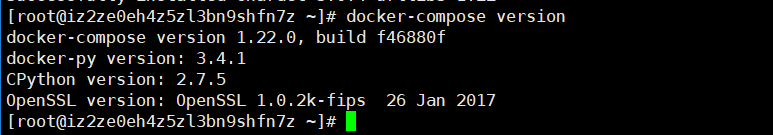 [root@iz2ze0eh4z5zl3bn9shfn7z ~]# docker-compose version
docker-compose version 1.22.0, build f46880f
docker-py version: 3.4.1
CPython version: 2.7.5
OpenSSL version: OpenSSL 1.0.2k-fips  26 Jan 2017
[root@iz2ze0eh4z5zl3bn9shfn7z ~]#